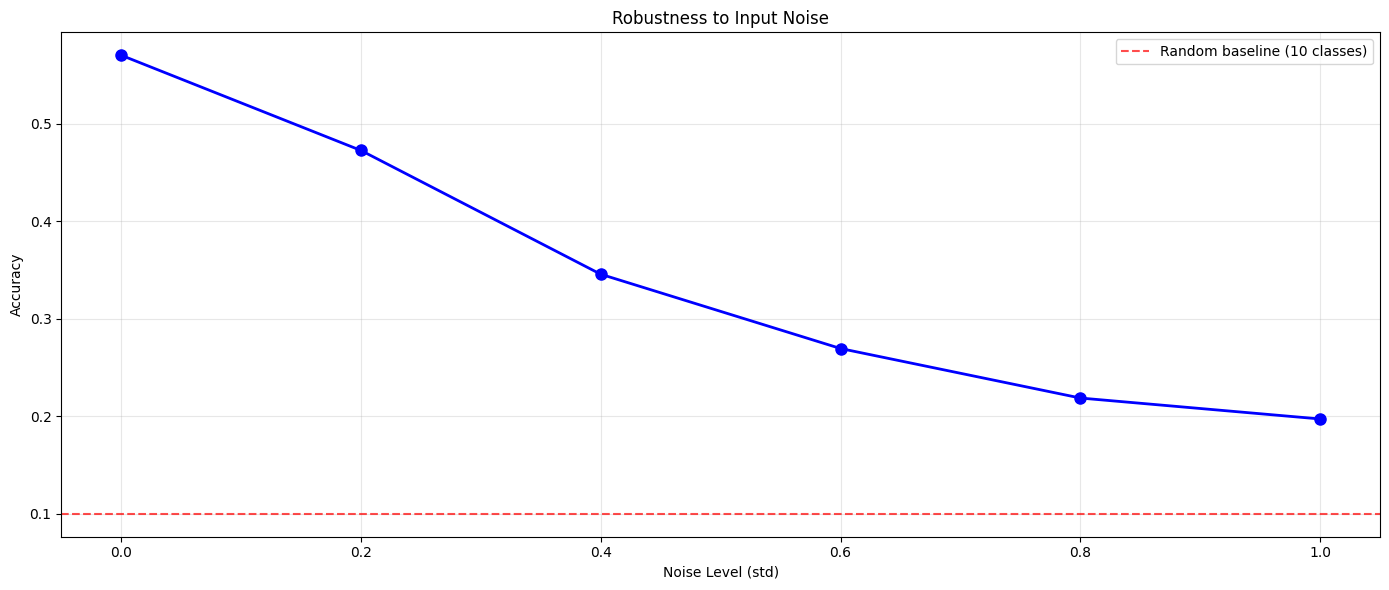 Robustness to Input Noise
Random baseline (10 classes)
Accuracy
0.5
0.4
0.3
0.2
0.1
0.0 0.2 0.4 0.6 0.8 1.0
Noise Level (std)